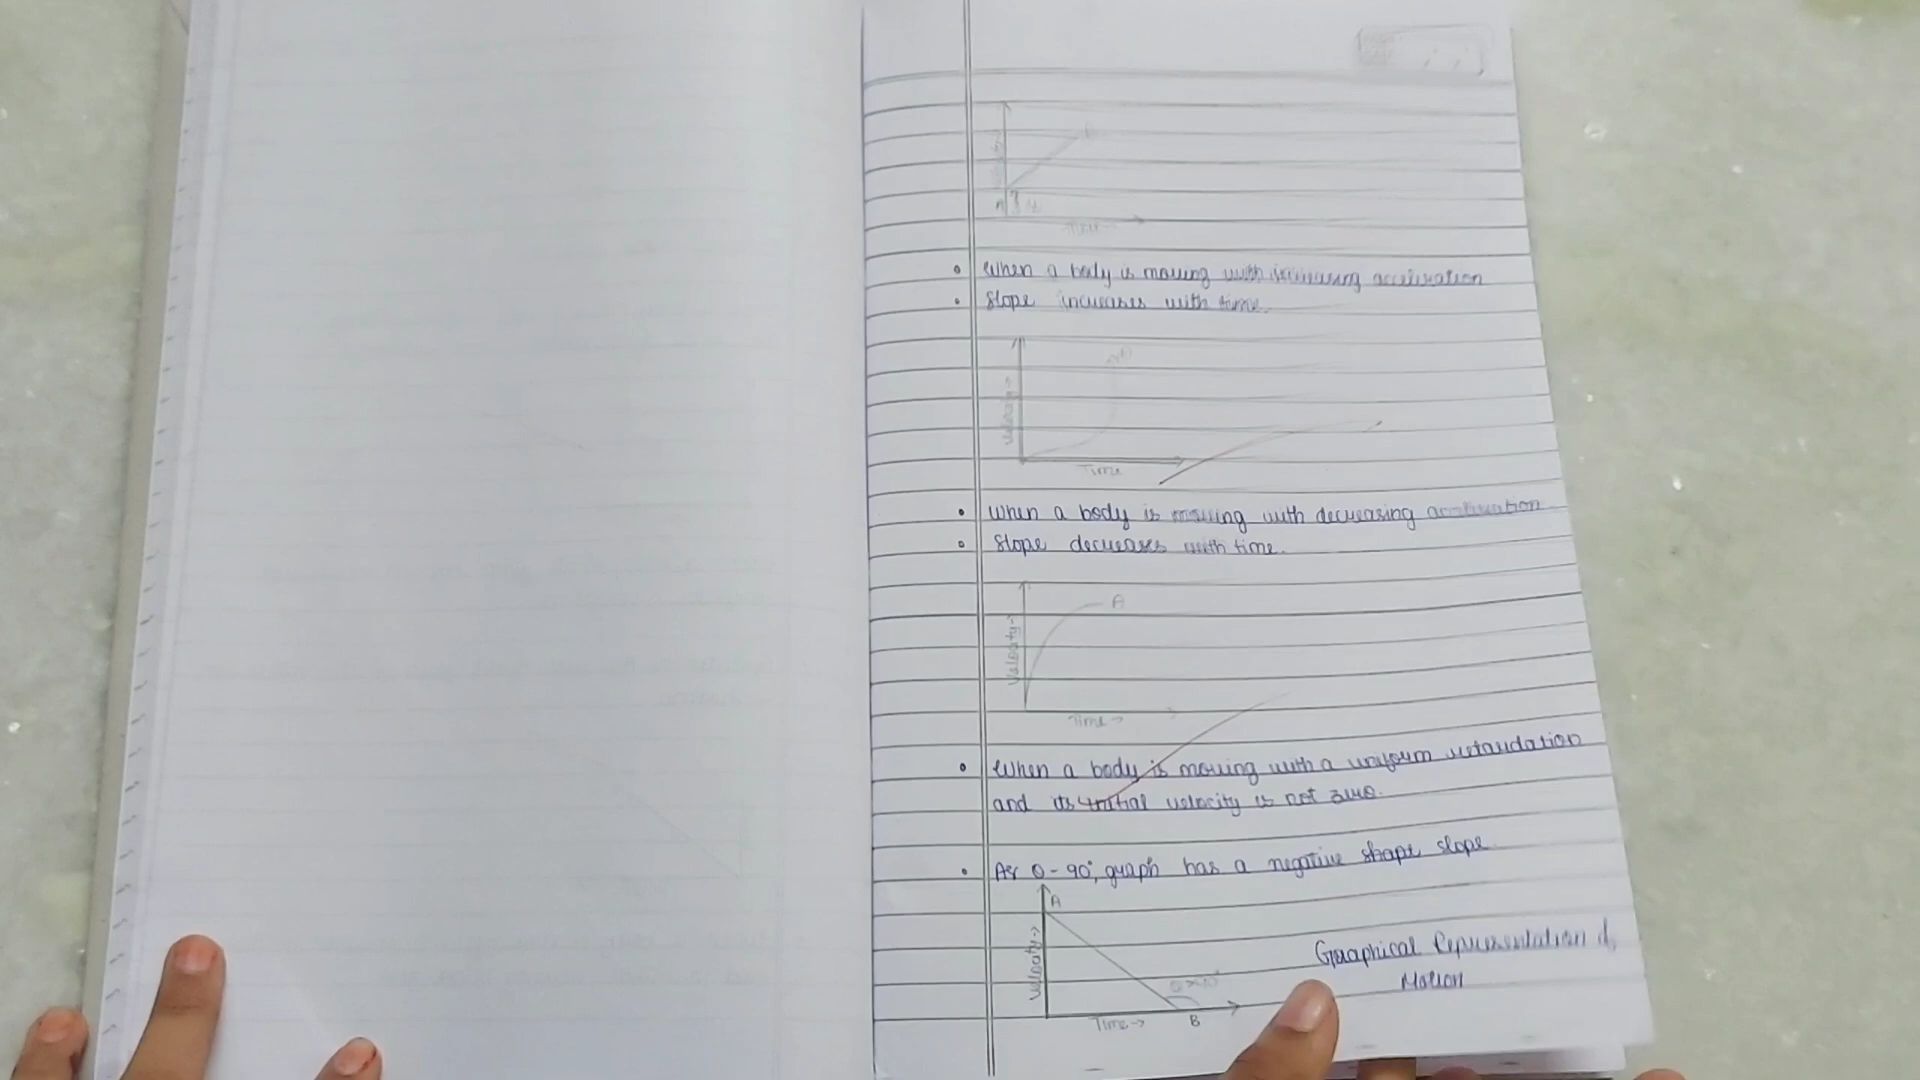 Time→
When a body is moving with increasing acceleration
Slope increases with time.
Velocity→
Time
When a body is moving with decreasing acceleration
Slope decreases with time.
A
Velocity→
Time→
When a body is moving with a uniform retardation
and its initial velocity is not zero.
As 0-90°, graph has a negative shape slope
A
Velocity→
Time→ B
Graphical Representation of
Motion